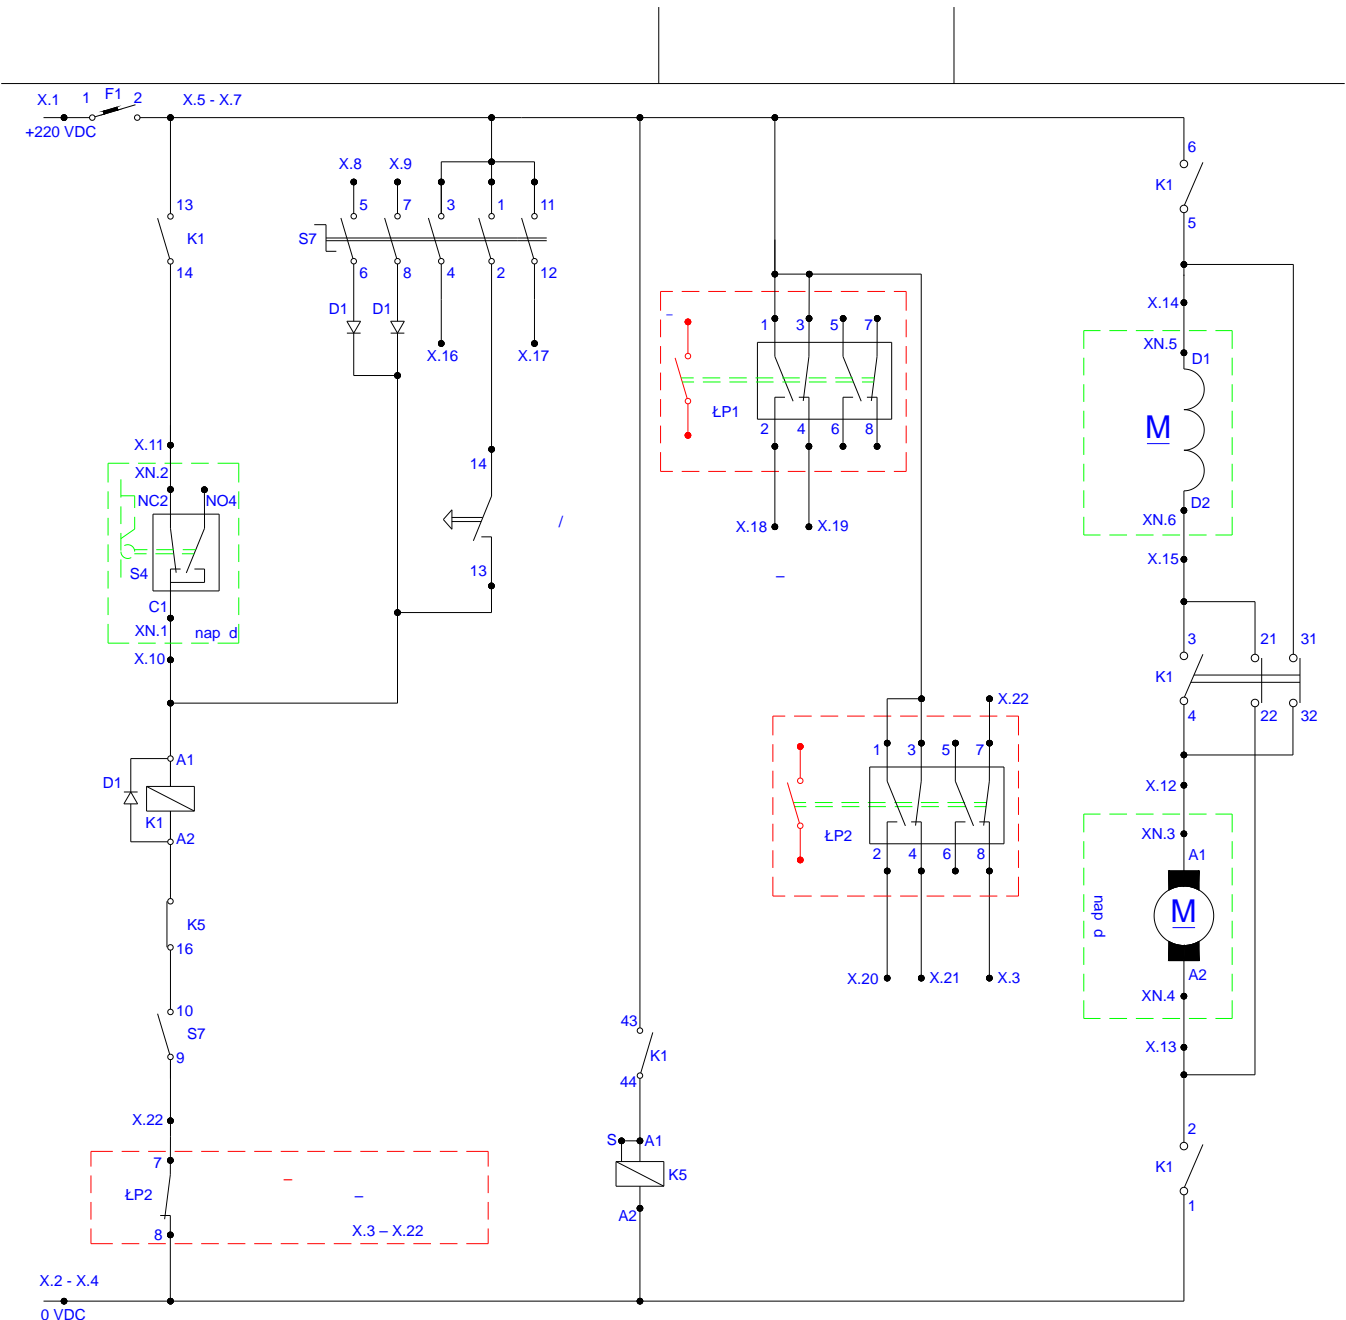 X.1 1 F1 2 X.5 - X.7
+220 VDC
6
K1
5
X.8 X.9
13 5 7 3 1 11
K1 S7
14 6 8 4 2 12
D1 D1
X.16 X.17
X.14
XN.5 D1
M
D2
XN.6
X.15
–
1 3 5 7
ŁP1
2 4 6 8
X.18 X.19
–
X.11
XN.2
NC2 NO4
S4
C1
XN.1 nap d
X.10
14
/
13
3 21 31
K1
4 22 32
X.22
1 3 5 7
ŁP2
2 4 6 8
X.20 X.21 X.3
A1
D1
K1
A2
K5
16
10
S7
9
X.22
7
–
ŁP2 –
8 X.3 – X.22
X.12
XN.3
A1
M
nap d
A2
XN.4
X.13
43
K1
44
S A1
K5
A2
2
K1
1
X.2 - X.4
0 VDC